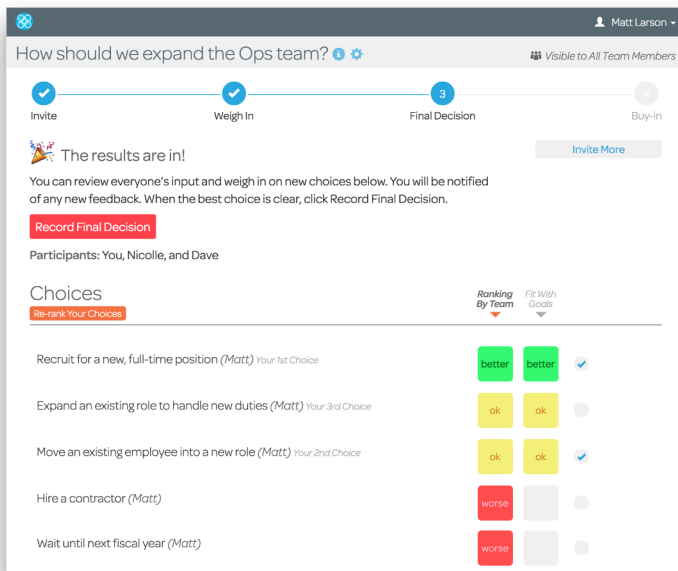 Matt Larson
How should we expand the Ops team?
Visible to All Team Members
3
4
Invite
Weigh In
Final Decision
Buy-in
The results are in!
Invite More
You can review everyone's input and weigh in on new choices below. You will be notified
of any new feedback. When the best choice is clear, click Record Final Decision.
Record Final Decision
Participants: You, Nicolle, and Dave
Choices
Re-rank Your Choices
Ranking
By Team
Fit With
Goals
Recruit for a new, full-time position (Matt) Your 1st Choice
better
better
Expand an existing role to handle new duties (Matt) Your 3rd Choice
ok
ok
Move an existing employee into a new role (Matt) Your 2nd Choice
ok
ok
Hire a contractor (Matt)
worse
Wait until next fiscal year (Matt)
worse